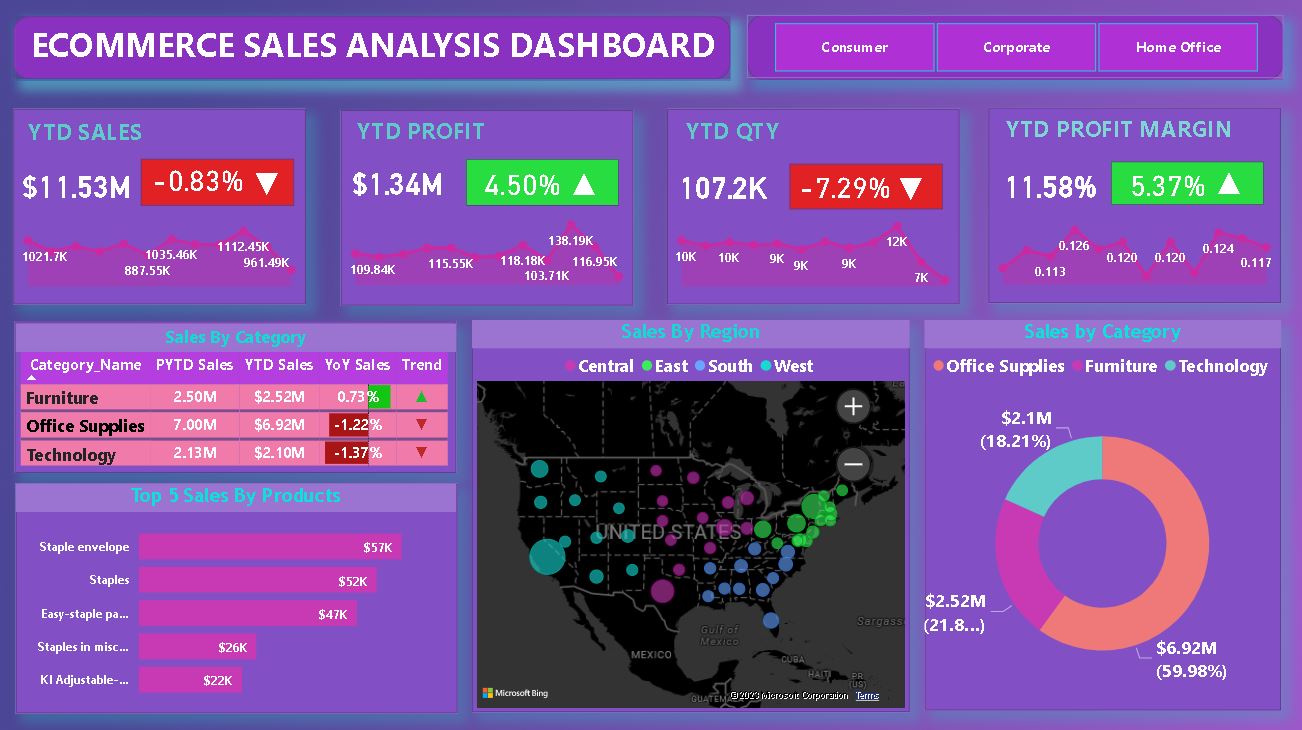 ECOMMERCE SALES ANALYSIS DASHBOARD
Consumer
Corporate
Home Office
YTD SALES
$11.53M
-0.83% ▼
1021.7K
887.55K
1035.46K
1112.45K
961.49K
YTD PROFIT
$1.34M
4.50% ▲
109.84K
115.55K
118.18K
103.71K
138.19K
116.95K
YTD QTY
107.2K
-7.29% ▼
10K
10K
9K
9K
9K
12K
7K
YTD PROFIT MARGIN
11.58%
5.37% ▲
0.113
0.126
0.120
0.120
0.124
0.117
Sales By Category
Category_Name PYTD Sales YTD Sales YoY Sales Trend
Furniture 2.50M $2.52M 0.73% ▲
Office Supplies 7.00M $6.92M -1.22% ▼
Technology 2.13M $2.10M -1.37% ▼
Top 5 Sales By Products
Staple envelope $57K
Staples $52K
Easy-staple pa... $47K
Staples in misc... $26K
KI Adjustable-... $22K
Sales By Region
Central East South West
+
−
UNITED STATES
Gulf of
Mexico
MEXICO
CUBA
HAITI
PR
(US)
Sargass
Microsoft Bing
© 2023 Microsoft Corporation Terms
Sales by Category
Office Supplies Furniture Technology
$2.1M
(18.21%)
$2.52M
(21.8...)
$6.92M
(59.98%)